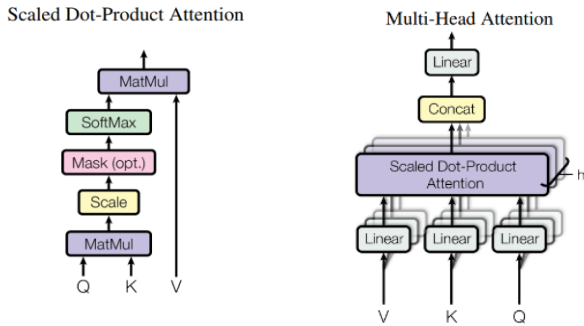 Scaled Dot-Product Attention
MatMul
SoftMax
Mask (opt.)
Scale
MatMul
Q K V
Multi-Head Attention
Linear
Concat
Scaled Dot-Product
Attention
h
Linear Linear Linear
V K Q